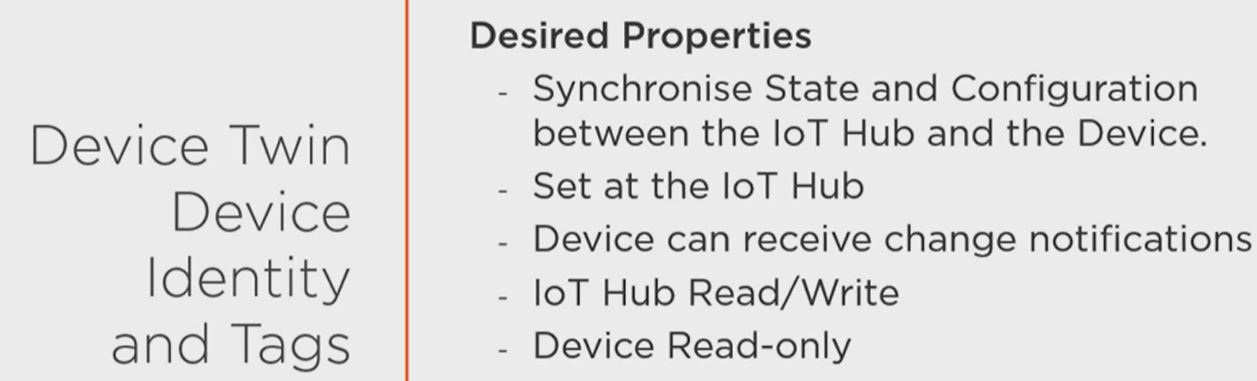 Device Twin
Device
Identity
and Tags
Desired Properties
- Synchronise State and Configuration
between the IoT Hub and the Device.
- Set at the IoT Hub
- Device can receive change notifications
- IoT Hub Read/Write
- Device Read-only